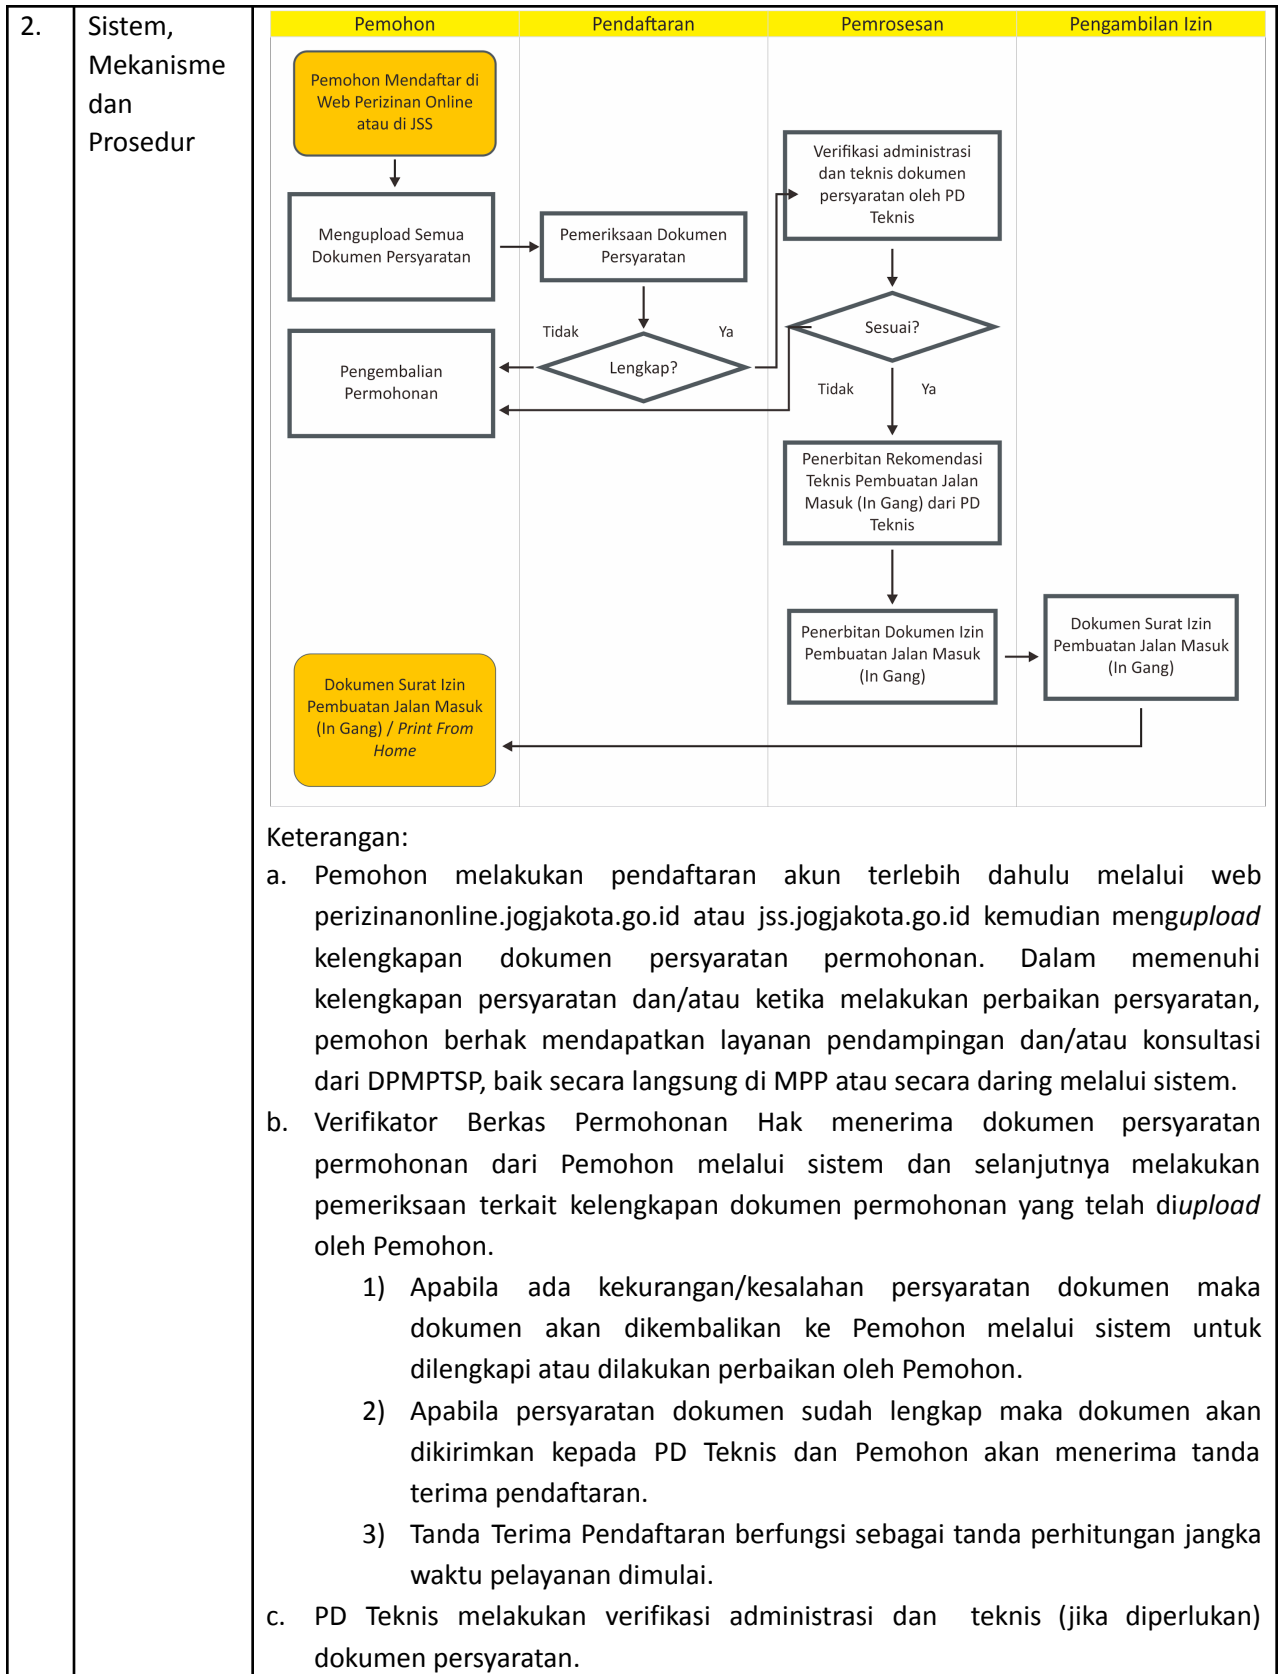 2.
Sistem,
Mekanisme
dan
Prosedur
Pemohon
Pendaftaran
Pemrosesan
Pengambilan Izin
Pemohon Mendaftar di
Web Perizinan Online
atau di JSS
Mengupload Semua
Dokumen Persyaratan
Pemeriksaan Dokumen
Persyaratan
Verifikasi administrasi
dan teknis dokumen
persyaratan oleh PD
Teknis
Tidak
Ya
Lengkap?
Sesuai?
Pengembalian
Permohonan
Tidak
Ya
Penerbitan Rekomendasi
Teknis Pembuatan Jalan
Masuk (In Gang) dari PD
Teknis
Penerbitan Dokumen Izin
Pembuatan Jalan Masuk
(In Gang)
Dokumen Surat Izin
Pembuatan Jalan Masuk
(In Gang)
Dokumen Surat Izin
Pembuatan Jalan Masuk
(In Gang) / Print From
Home
Keterangan:
a. Pemohon melakukan pendaftaran akun terlebih dahulu melalui web
perizinanonline.jogjakota.go.id atau jss.jogjakota.go.id kemudian mengupload
kelengkapan dokumen persyaratan permohonan. Dalam memenuhi
kelengkapan persyaratan dan/atau ketika melakukan perbaikan persyaratan,
pemohon berhak mendapatkan layanan pendampingan dan/atau konsultasi
dari DPMPTSP, baik secara langsung di MPP atau secara daring melalui sistem.
b. Verifikator Berkas Permohonan Hak menerima dokumen persyaratan
permohonan dari Pemohon melalui sistem dan selanjutnya melakukan
pemeriksaan terkait kelengkapan dokumen permohonan yang telah diupload
oleh Pemohon.
1) Apabila ada kekurangan/kesalahan persyaratan dokumen maka
dokumen akan dikembalikan ke Pemohon melalui sistem untuk
dilengkapi atau dilakukan perbaikan oleh Pemohon.
2) Apabila persyaratan dokumen sudah lengkap maka dokumen akan
dikirimkan kepada PD Teknis dan Pemohon akan menerima tanda
terima pendaftaran.
3) Tanda Terima Pendaftaran berfungsi sebagai tanda perhitungan jangka
waktu pelayanan dimulai.
c. PD Teknis melakukan verifikasi administrasi dan teknis (jika diperlukan)
dokumen persyaratan.